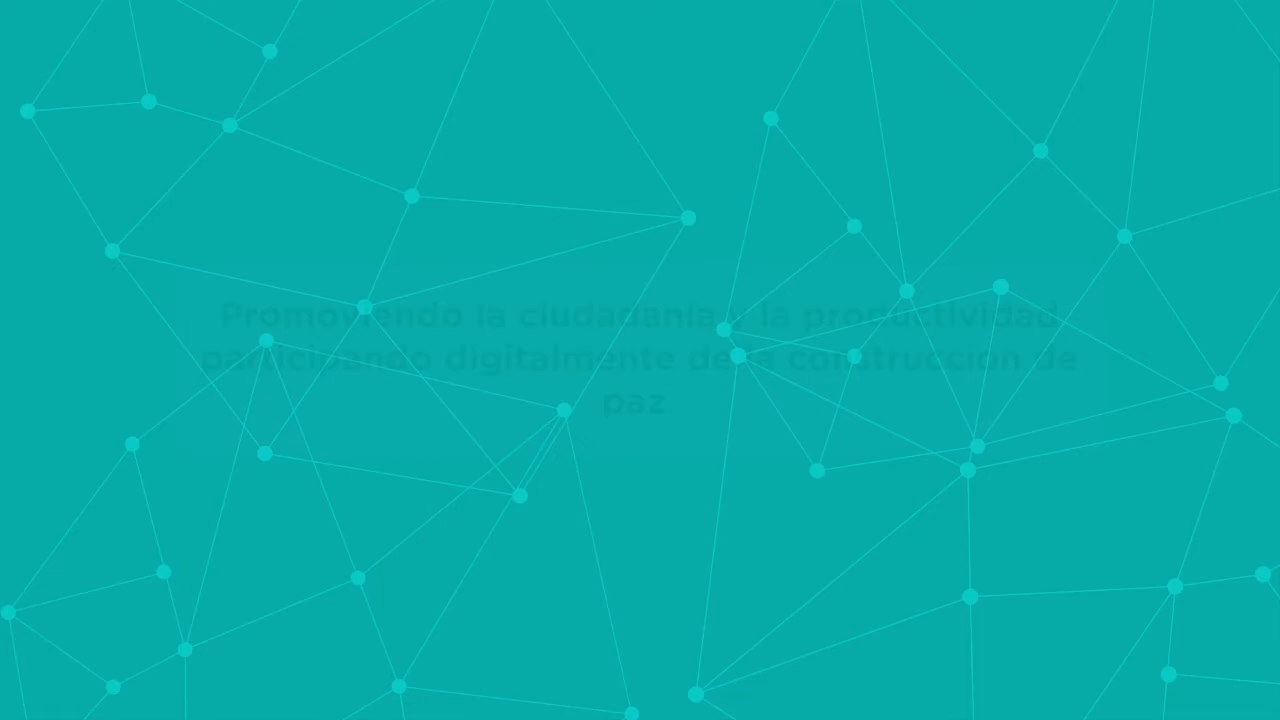 Promoviendo la ciudadanía y la productividad
participando digitalmente de la construcción de
paz